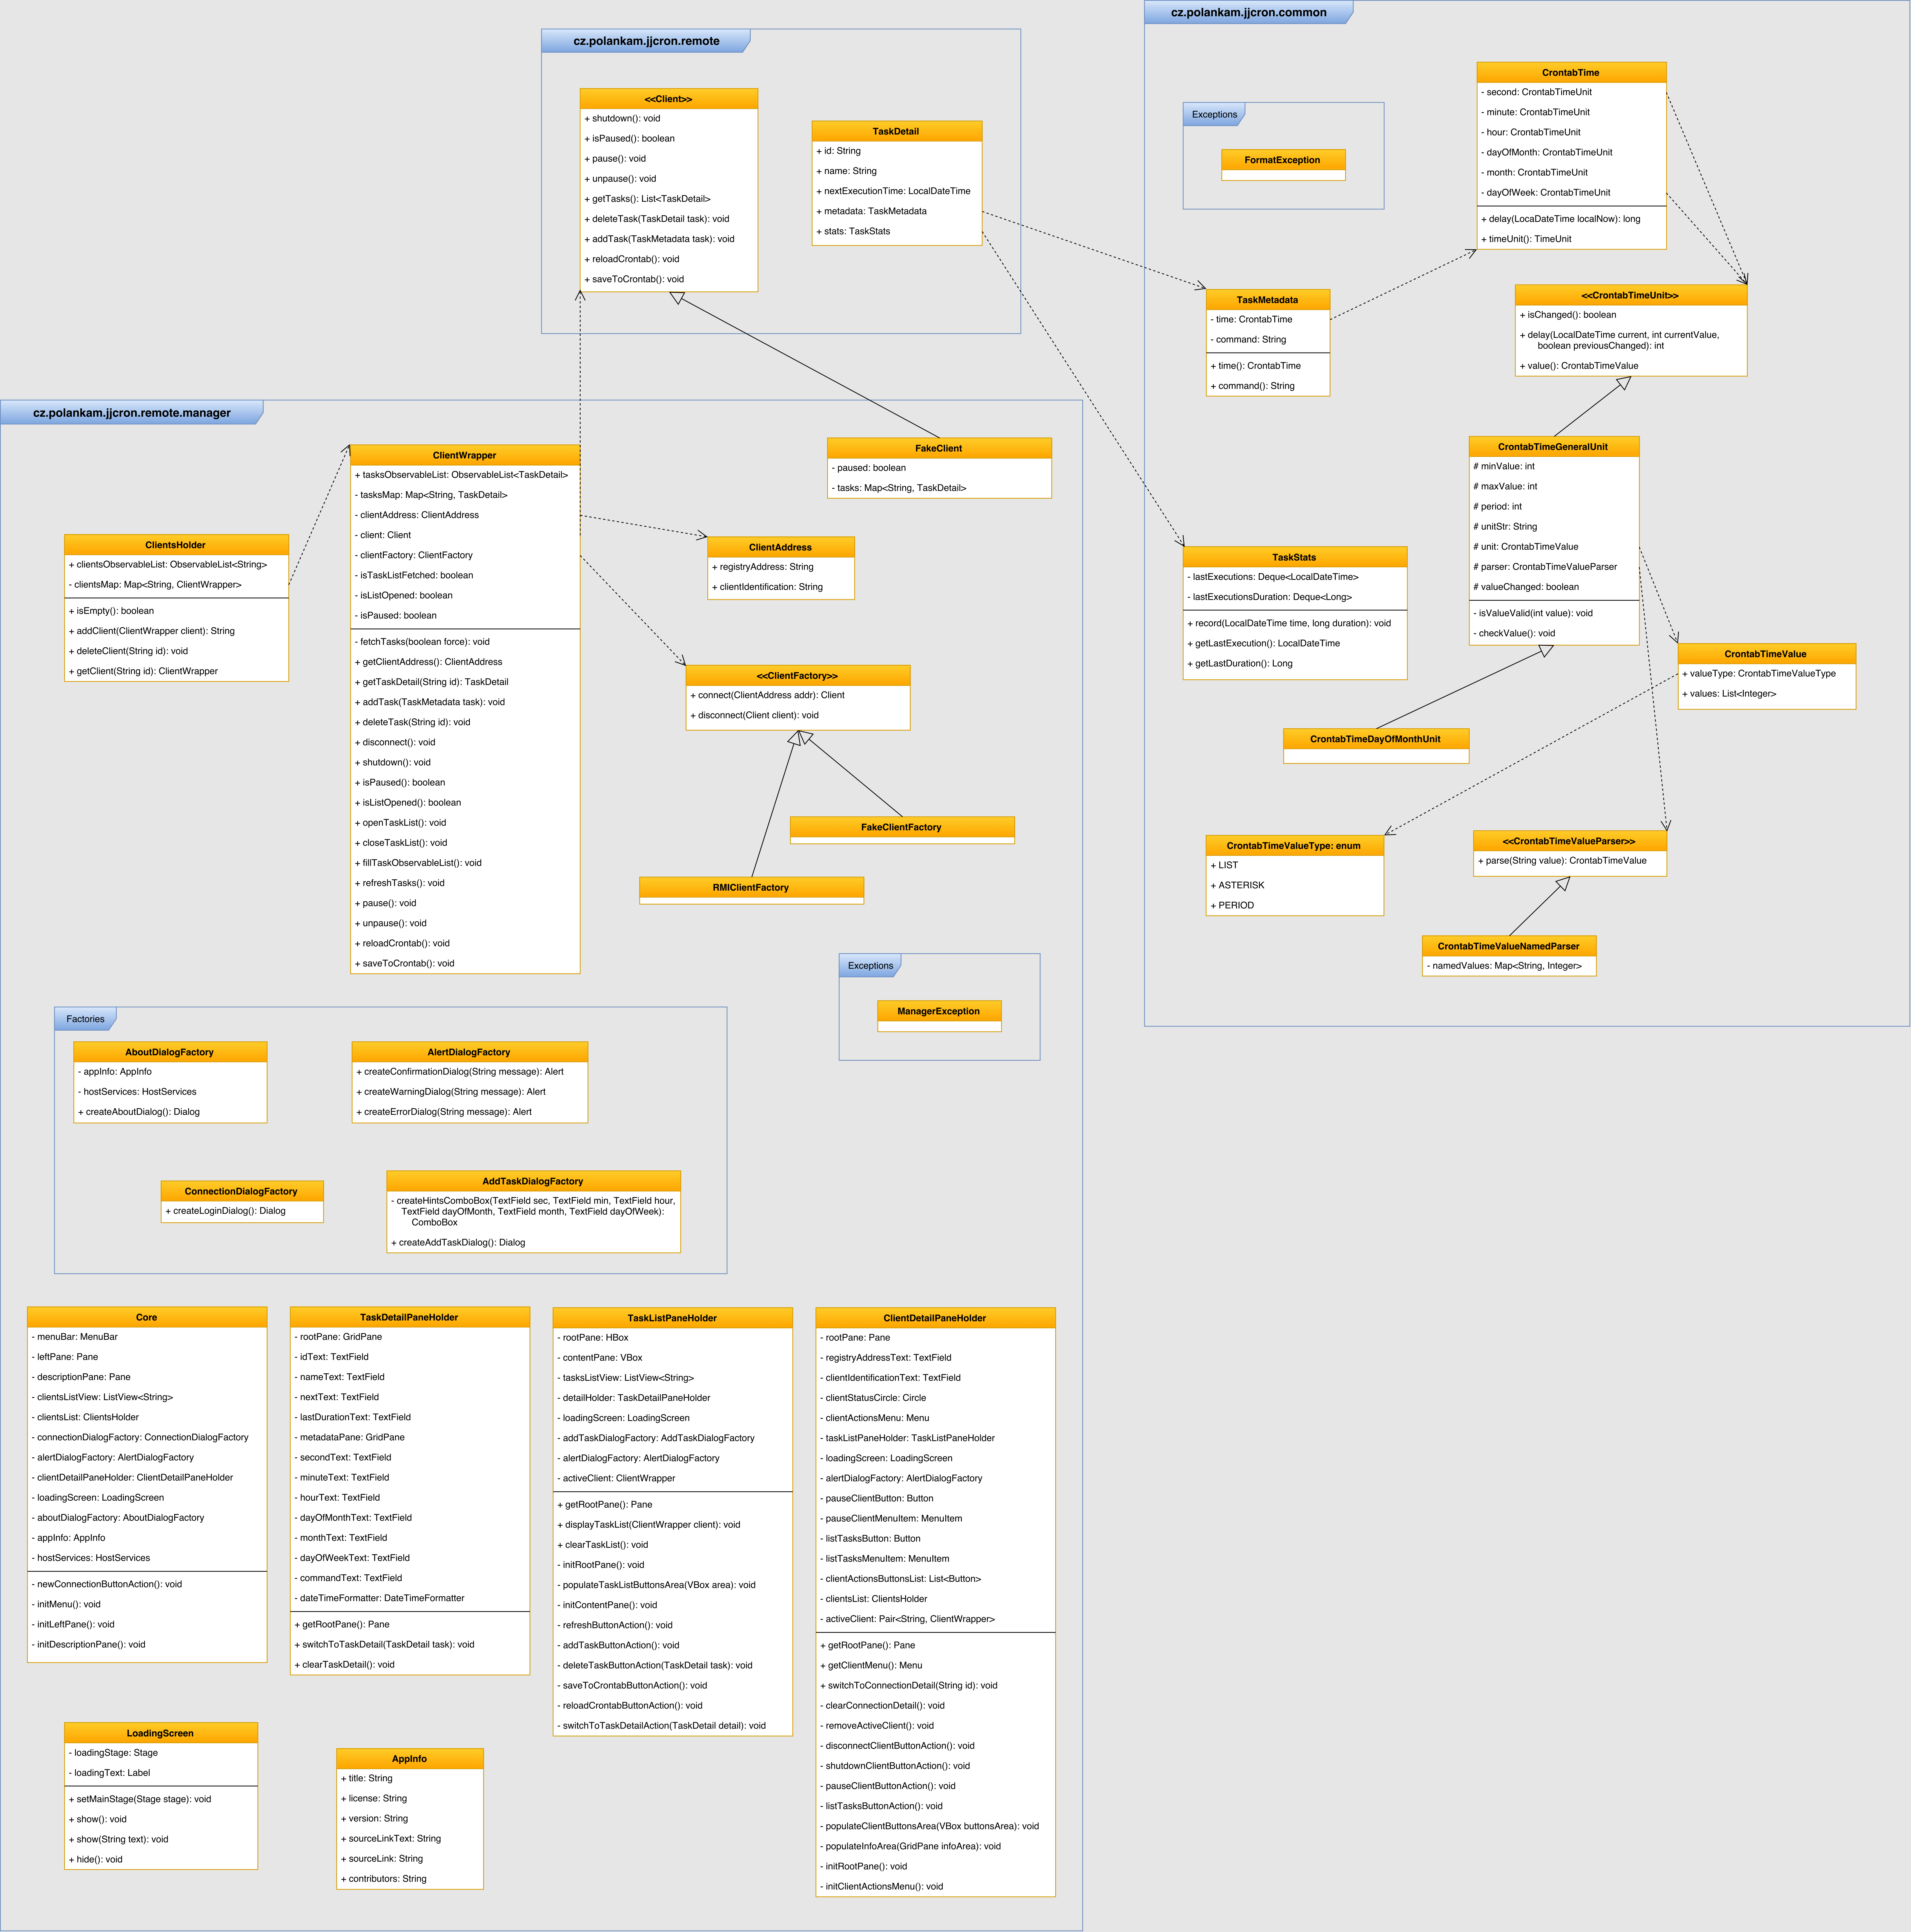 cz.polankam.jjcron.remote
<<Client>>
+ shutdown(): void
+ isPaused(): boolean
+ pause(): void
+ unpause(): void
+ getTasks(): List<TaskDetail>
+ deleteTask(TaskDetail task): void
+ addTask(TaskMetadata task): void
+ reloadCrontab(): void
+ saveToCrontab(): void
TaskDetail
+ id: String
+ name: String
+ nextExecutionTime: LocalDateTime
+ metadata: TaskMetadata
+ stats: TaskStats
cz.polankam.jjcron.common
Exceptions
FormatException
CrontabTime
- second: CrontabTimeUnit
- minute: CrontabTimeUnit
- hour: CrontabTimeUnit
- dayOfMonth: CrontabTimeUnit
- month: CrontabTimeUnit
- dayOfWeek: CrontabTimeUnit
+ delay(LocaDateTime localNow): long
+ timeUnit(): TimeUnit
TaskMetadata
- time: CrontabTime
- command: String
+ time(): CrontabTime
+ command(): String
<<CrontabTimeUnit>>
+ isChanged(): boolean
+ delay(LocalDateTime current, int currentValue,
boolean previousChanged): int
+ value(): CrontabTimeValue
CrontabTimeGeneralUnit
# minValue: int
# maxValue: int
# period: int
# unitStr: String
# unit: CrontabTimeValue
# parser: CrontabTimeValueParser
# valueChanged: boolean
- isValueValid(int value): void
- checkValue(): void
TaskStats
- lastExecutions: Deque<LocalDateTime>
- lastExecutionsDuration: Deque<Long>
+ record(LocalDateTime time, long duration): void
+ getLastExecution(): LocalDateTime
+ getLastDuration(): Long
CrontabTimeValue
+ valueType: CrontabTimeValueType
+ values: List<Integer>
CrontabTimeDayOfMonthUnit
CrontabTimeValueType: enum
+ LIST
+ ASTERISK
+ PERIOD
<<CrontabTimeValueParser>>
+ parse(String value): CrontabTimeValue
CrontabTimeValueNamedParser
- namedValues: Map<String, Integer>
cz.polankam.jjcron.remote.manager
ClientsHolder
+ clientsObservableList: ObservableList<String>
- clientsMap: Map<String, ClientWrapper>
+ isEmpty(): boolean
+ addClient(ClientWrapper client): String
+ deleteClient(String id): void
+ getClient(String id): ClientWrapper
ClientWrapper
+ tasksObservableList: ObservableList<TaskDetail>
- tasksMap: Map<String, TaskDetail>
- clientAddress: ClientAddress
- client: Client
- clientFactory: ClientFactory
- isTaskListFetched: boolean
- isListOpened: boolean
- isPaused: boolean
- fetchTasks(boolean force): void
+ getClientAddress(): ClientAddress
+ getTaskDetail(String id): TaskDetail
+ addTask(TaskMetadata task): void
+ deleteTask(String id): void
+ disconnect(): void
+ shutdown(): void
+ isPaused(): boolean
+ isListOpened(): boolean
+ openTaskList(): void
+ closeTaskList(): void
+ fillTaskObservableList(): void
+ refreshTasks(): void
+ pause(): void
+ unpause(): void
+ reloadCrontab(): void
+ saveToCrontab(): void
FakeClient
- paused: boolean
- tasks: Map<String, TaskDetail>
ClientAddress
+ registryAddress: String
+ clientIdentification: String
<<ClientFactory>>
+ connect(ClientAddress addr): Client
+ disconnect(Client client): void
FakeClientFactory
RMIClientFactory
Exceptions
ManagerException
Factories
AboutDialogFactory
- appInfo: AppInfo
- hostServices: HostServices
+ createAboutDialog(): Dialog
AlertDialogFactory
+ createConfirmationDialog(String message): Alert
+ createWarningDialog(String message): Alert
+ createErrorDialog(String message): Alert
ConnectionDialogFactory
+ createLoginDialog(): Dialog
AddTaskDialogFactory
- createHintsComboBox(TextField sec, TextField min, TextField hour,
TextField dayOfMonth, TextField month, TextField dayOfWeek):
ComboBox
+ createAddTaskDialog(): Dialog
Core
- menuBar: MenuBar
- leftPane: Pane
- descriptionPane: Pane
- clientsListView: ListView<String>
- clientsList: ClientsHolder
- connectionDialogFactory: ConnectionDialogFactory
- alertDialogFactory: AlertDialogFactory
- clientDetailPaneHolder: ClientDetailPaneHolder
- loadingScreen: LoadingScreen
- aboutDialogFactory: AboutDialogFactory
- appInfo: AppInfo
- hostServices: HostServices
- newConnectionButtonAction(): void
- initMenu(): void
- initLeftPane(): void
- initDescriptionPane(): void
TaskDetailPaneHolder
- rootPane: GridPane
- idText: TextField
- nameText: TextField
- nextText: TextField
- lastDurationText: TextField
- metadataPane: GridPane
- secondText: TextField
- minuteText: TextField
- hourText: TextField
- dayOfMonthText: TextField
- monthText: TextField
- dayOfWeekText: TextField
- commandText: TextField
- dateTimeFormatter: DateTimeFormatter
+ getRootPane(): Pane
+ switchToTaskDetail(TaskDetail task): void
+ clearTaskDetail(): void
TaskListPaneHolder
- rootPane: HBox
- contentPane: VBox
- tasksListView: ListView<String>
- detailHolder: TaskDetailPaneHolder
- loadingScreen: LoadingScreen
- addTaskDialogFactory: AddTaskDialogFactory
- alertDialogFactory: AlertDialogFactory
- activeClient: ClientWrapper
+ getRootPane(): Pane
+ displayTaskList(ClientWrapper client): void
+ clearTaskList(): void
- initRootPane(): void
- populateTaskListButtonsArea(VBox area): void
- initContentPane(): void
- refreshButtonAction(): void
- addTaskButtonAction(): void
- deleteTaskButtonAction(TaskDetail task): void
- saveToCrontabButtonAction(): void
- reloadCrontabButtonAction(): void
- switchToTaskDetailAction(TaskDetail detail): void
ClientDetailPaneHolder
- rootPane: Pane
- registryAddressText: TextField
- clientIdentificationText: TextField
- clientStatusCircle: Circle
- clientActionsMenu: Menu
- taskListPaneHolder: TaskListPaneHolder
- loadingScreen: LoadingScreen
- alertDialogFactory: AlertDialogFactory
- pauseClientButton: Button
- pauseClientMenuItem: MenuItem
- listTasksButton: Button
- listTasksMenuItem: MenuItem
- clientActionsButtonsList: List<Button>
- clientsList: ClientsHolder
- activeClient: Pair<String, ClientWrapper>
+ getRootPane(): Pane
+ getClientMenu(): Menu
+ switchToConnectionDetail(String id): void
- clearConnectionDetail(): void
- removeActiveClient(): void
- disconnectClientButtonAction(): void
- shutdownClientButtonAction(): void
- pauseClientButtonAction(): void
- listTasksButtonAction(): void
- populateClientButtonsArea(VBox buttonsArea): void
- populateInfoArea(GridPane infoArea): void
- initRootPane(): void
- initClientActionsMenu(): void
LoadingScreen
- loadingStage: Stage
- loadingText: Label
+ setMainStage(Stage stage): void
+ show(): void
+ show(String text): void
+ hide(): void
AppInfo
+ title: String
+ license: String
+ version: String
+ sourceLinkText: String
+ sourceLink: String
+ contributors: String